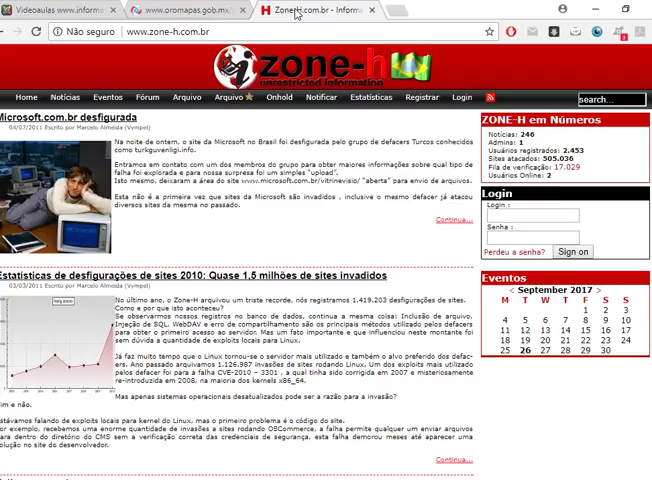 Videoaulas www.informa
www.oromapas.gob.mx/
Zone-H.com.br - Inform
Não seguro
www.zone-h.com.br
zone-h
unrestricted information
Home Notícias Eventos Fórum Arquivo Arquivo Onhold Notificar Estatísticas Registrar Login
search...
Microsoft.com.br desfigurada
04/07/2011 Escrito por Marcelo Almeida (Vympel)
Na noite de ontem, o site da Microsoft no Brasil foi desfigurada pelo grupo de defacers Turcos conhecidos
como turkguvenligi.info.
Entramos em contato com um dos membros do grupo para obter maiores informações sobre qual tipo de
falha foi explorada e para nossa surpresa foi um simples "upload".
Isto mesmo, deixaram a área do site www.microsoft.com.br/vitrinevisio/ "aberta" para envio de arquivos.
Esta não é a primeira vez que sites da Microsoft são invadidos , inclusive o mesmo defacer já atacou
diversos sites da mesma no passado.
Continua...
Estatísticas de desfigurações de sites 2010: Quase 1.5 milhões de sites invadidos
03/03/2011 Escrito por Marcelo Almeida (Vympel)
No último ano, o Zone-H arquivou um triste recorde, nós registramos 1.419.203 desfigurações de sites.
Como e por que isto aconteceu?
Se observarmos nossos registros no banco de dados, continua a mesma coisa: Inclusão de arquivo,
Injeção de SQL, WebDAV e erro de compartilhamento são os principais métodos utilizados pelos defacers
para obter o primeiro acesso ao servidor. Mas um fato importante e que influenciou neste montante foi
sem dúvida a quantidade de exploits locais para Linux.
Já faz muito tempo que o Linux tornou-se o servidor mais utilizado e também o alvo preferido dos defac-
ers. Ano passado arquivamos 1.126.987 invasões de sites rodando Linux. Um dos exploits mais utilizados
pelos defacer foi para a falha CVE-2010 – 3301 , a qual tinha sido corrigida em 2007 e misteriosamente
re-introduzida em 2008, na maioria dos kernels x86_64.
Mas apenas sistemas operacionais desatualizados pode ser a razão para a invasão?
im e não.
stávamos falando de exploits locais para kernel do Linux, mas o primeiro problema é o código do site.
or exemplo, recebemos uma enorme quantidade de invasões a sites rodando OSCommerce, a falha permite qualquer um enviar arquivos
ara dentro do diretório do CMS sem a verificação correta das credenciais de segurança, esta falha demorou meses até aparecer uma
olução no site do desenvolvedor.
Continua...
ZONE-H em Números
Notícias: 246
Admins: 1
Usuários registrados: 2.453
Sites atacados: 505.036
Fila de verificação: 17.029
Usuários Online: 2
Login
Login :
Senha :
Perdeu a senha? Sign on
Eventos
< September 2017 >
M T W T F S S
1 2 3
4 5 6 7 8 9 10
11 12 13 14 15 16 17
18 19 20 21 22 23 24
25 26 27 28 29 30